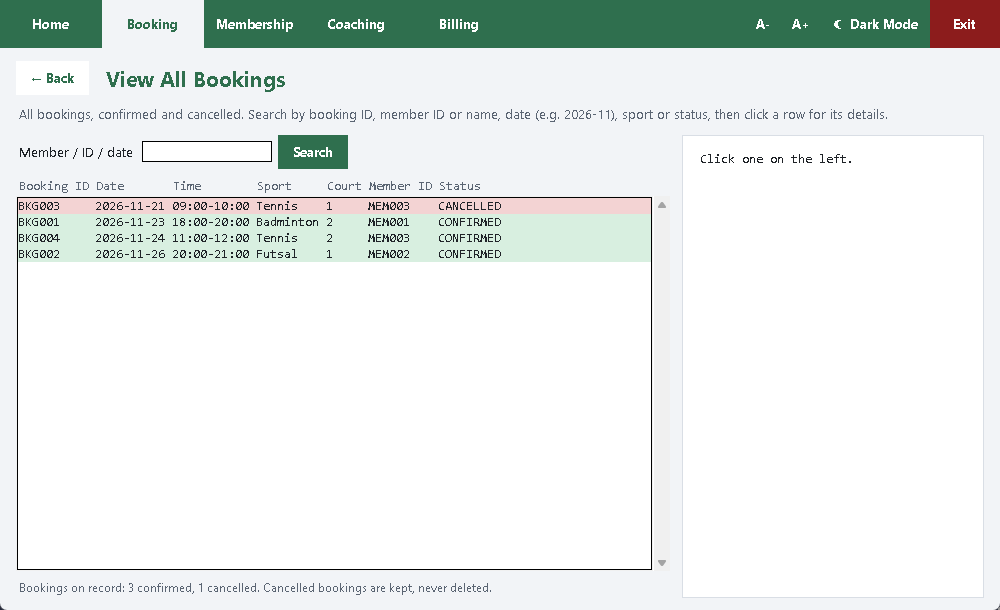 Home Booking Membership Coaching Billing A- A+ ☾ Dark Mode Exit
← Back View All Bookings
All bookings, confirmed and cancelled. Search by booking ID, member ID or name, date (e.g. 2026-11), sport or status, then click a row for its details.
Member / ID / date Search
Booking ID Date Time Sport Court Member ID Status
BKG003 2026-11-21 09:00-10:00 Tennis 1 MEM003 CANCELLED
BKG001 2026-11-23 18:00-20:00 Badminton 2 MEM001 CONFIRMED
BKG004 2026-11-24 11:00-12:00 Tennis 2 MEM003 CONFIRMED
BKG002 2026-11-26 20:00-21:00 Futsal 1 MEM002 CONFIRMED
Bookings on record: 3 confirmed, 1 cancelled. Cancelled bookings are kept, never deleted.
Click one on the left.